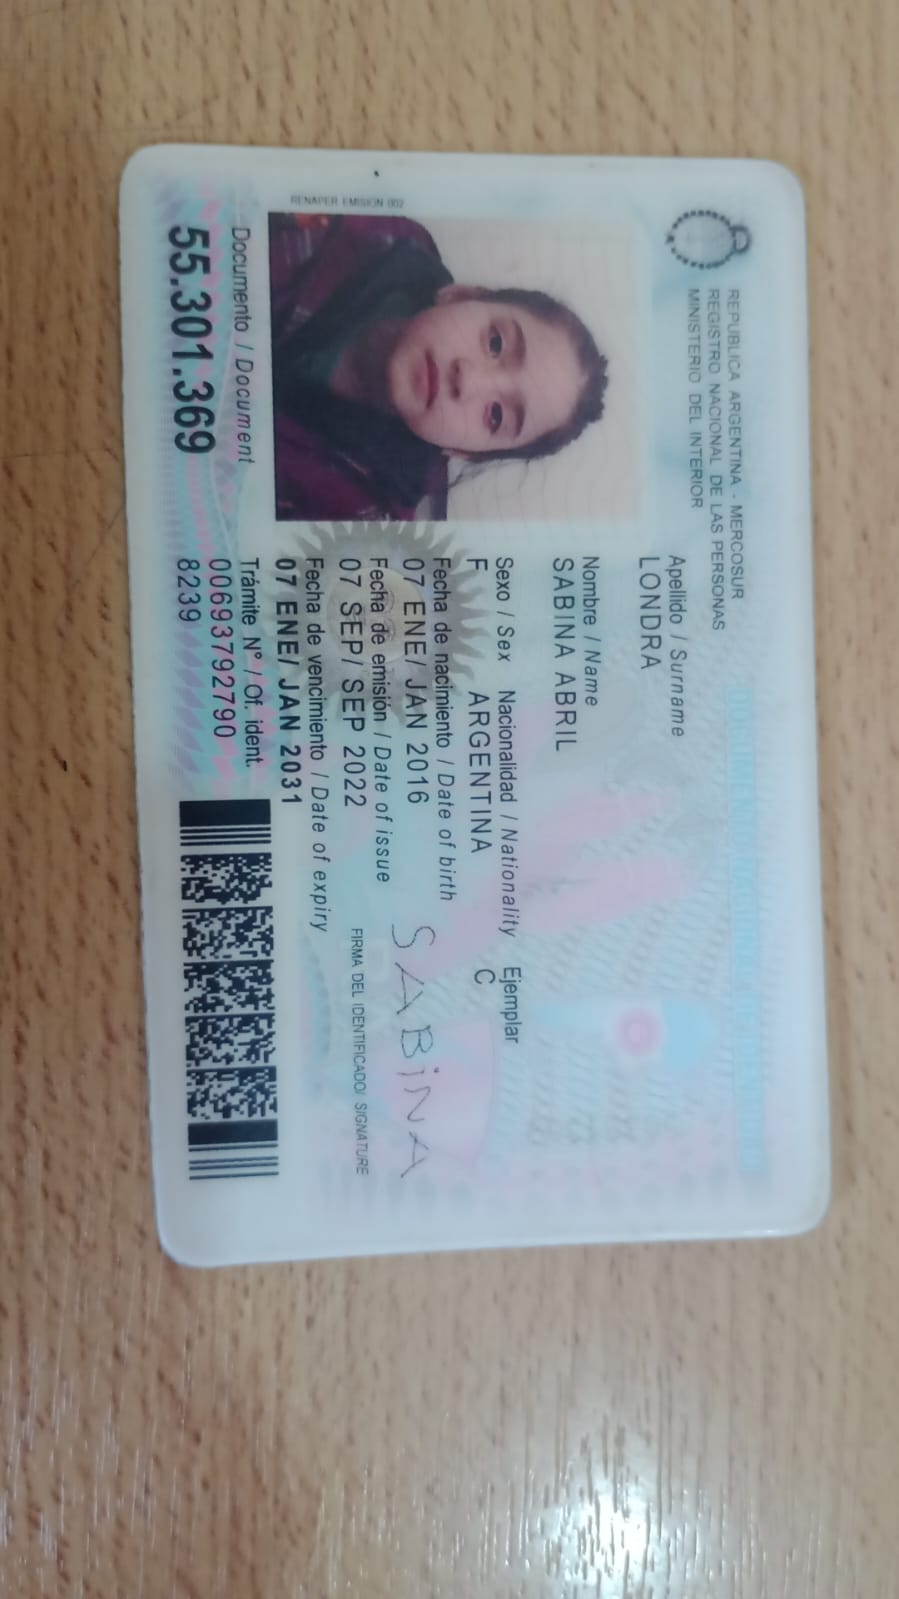 REPUBLICA ARGENTINA - MERCOSUR
REGISTRO NACIONAL DE LAS PERSONAS
MINISTERIO DEL INTERIOR
Apellido / Surname
LONDRA
Nombre / Name
SABINA ABRIL
Sexo / Sex Nacionalidad / Nationality Ejemplar
F ARGENTINA C
Fecha de nacimiento / Date of birth
07 ENE/ JAN 2016
Fecha de emisión / Date of issue
07 SEP/ SEP 2022
Fecha de vencimiento / Date of expiry
07 ENE/ JAN 2031
SABiNA
FIRMA DEL IDENTIFICADO/ SIGNATURE
RENAPER EMISION 002
Documento / Document
55.301.369
Trámite N° / Of. ident.
00693792790
8239